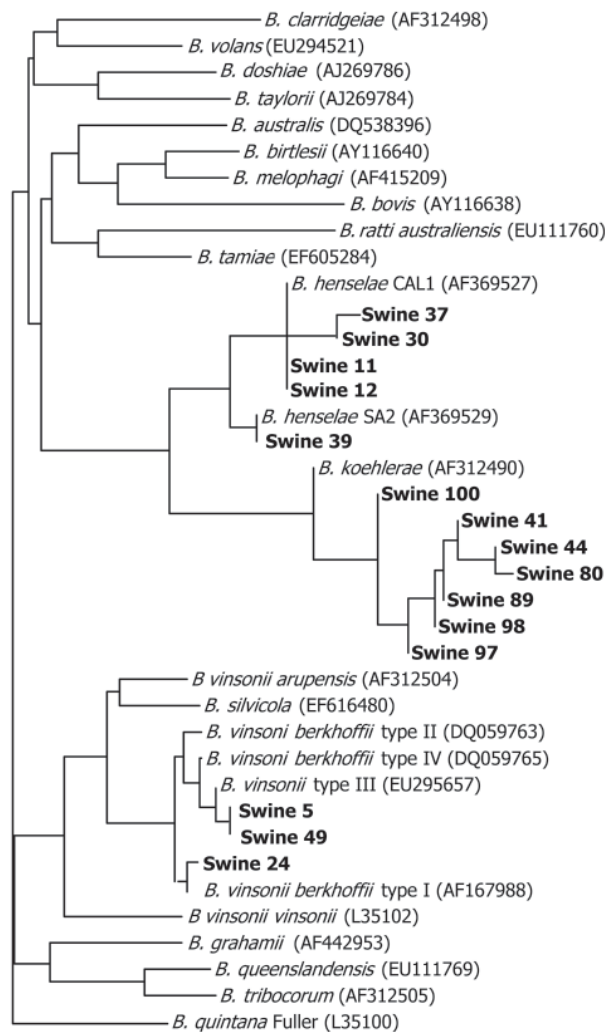 B. clarridgeiae (AF312498)
B. volans (EU294521)
B. doshiae (AJ269786)
B. taylorii (AJ269784)
B. australis (DQ538396)
B. birtlesii (AY116640)
B. melophagi (AF415209)
B. bovis (AY116638)
B. ratti australiensis (EU111760)
B. tamiae (EF605284)
B. henselae CAL1 (AF369527)
Swine 37
Swine 30
Swine 11
Swine 12
B. henselae SA2 (AF369529)
Swine 39
B. koehlerae (AF312490)
Swine 100
Swine 41
Swine 44
Swine 80
Swine 89
Swine 98
Swine 97
B vinsonii arupensis (AF312504)
B. silvicola (EF616480)
B. vinsoni berkhoffii type II (DQ059763)
B. vinsoni berkhoffii type IV (DQ059765)
B. vinsonii type III (EU295657)
Swine 5
Swine 49
Swine 24
B. vinsonii berkhoffii type I (AF167988)
B vinsonii vinsonii (L35102)
B. grahamii (AF442953)
B. queenslandensis (EU111769)
B. tribocorum (AF312505)
B. quintana Fuller (L35100)